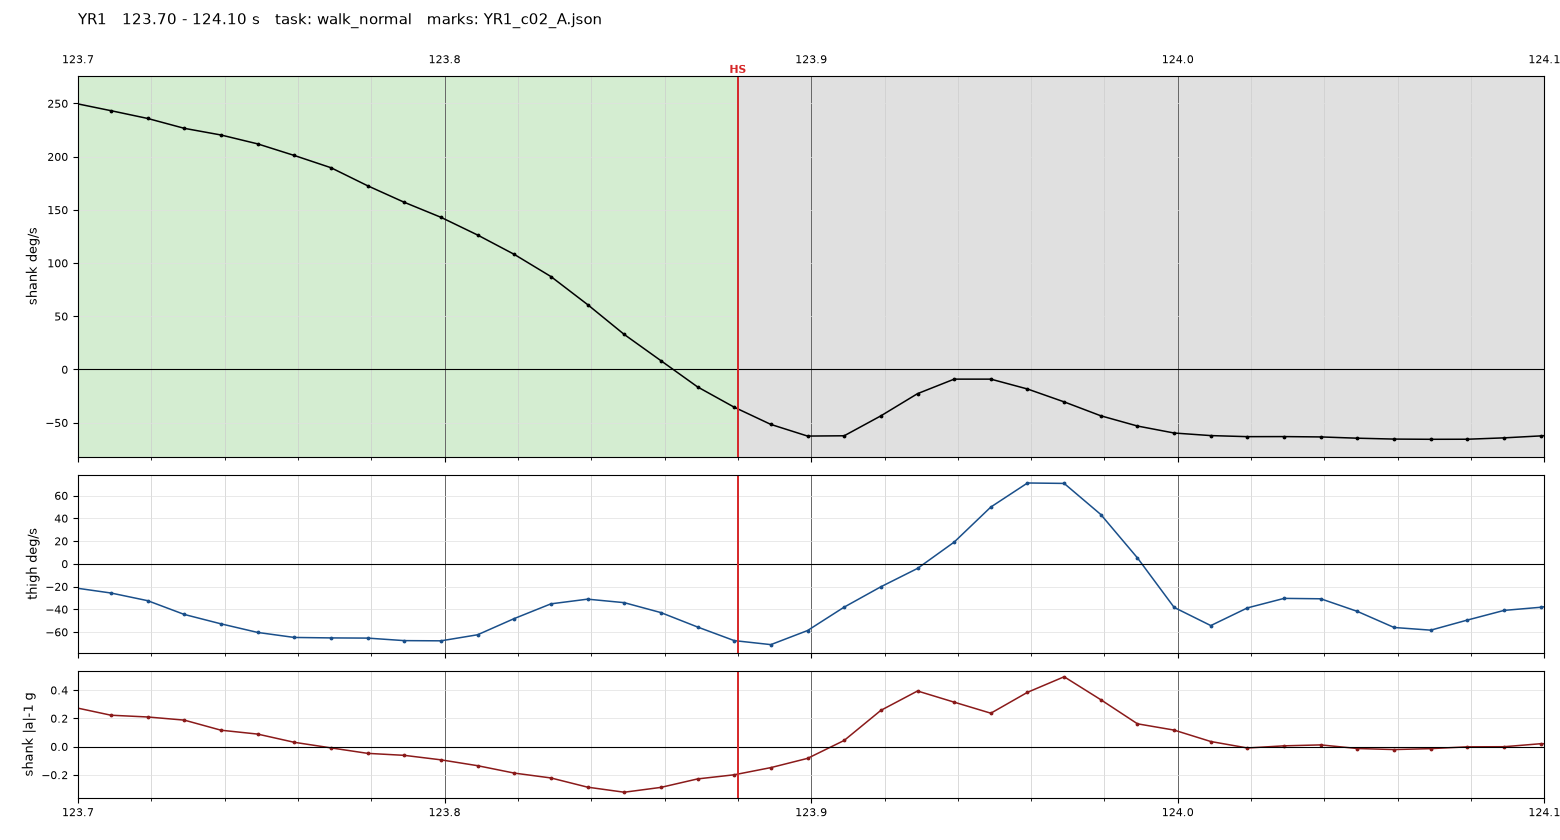 YR1   123.70 - 124.10 s   task: walk_normal   marks: YR1_c02_A.json
123.7 123.8 123.9 124.0 124.1
HS
250
200
150
100
50
0
−50
shank deg/s
60
40
20
0
−20
−40
−60
thigh deg/s
0.4
0.2
0.0
−0.2
shank |a|-1 g
123.7 123.8 123.9 124.0 124.1